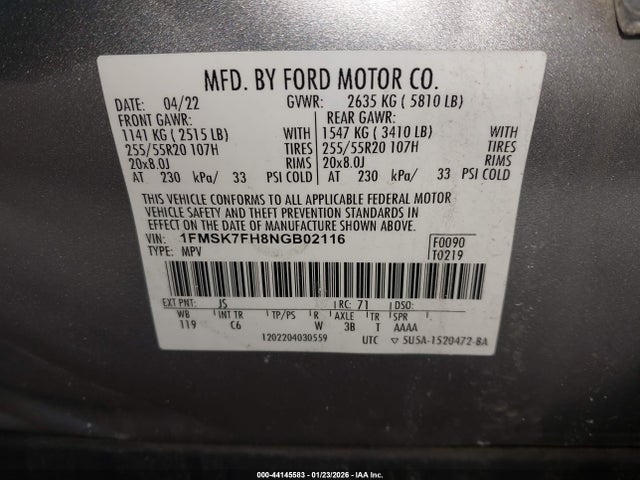 MFD. BY FORD MOTOR CO.
DATE: 04/22 GVWR: 2635 KG ( 5810 LB)
FRONT GAWR: REAR GAWR:
1141 KG ( 2515 LB) WITH 1547 KG ( 3410 LB) WITH
255/55R20 107H TIRES 255/55R20 107H TIRES
20x8.0J RIMS 20x8.0J RIMS
AT 230 kPa/ 33 PSI COLD AT 230 kPa/ 33 PSI COLD
THIS VEHICLE CONFORMS TO ALL APPLICABLE FEDERAL MOTOR
VEHICLE SAFETY AND THEFT PREVENTION STANDARDS IN
EFFECT ON THE DATE OF MANUFACTURE SHOWN ABOVE.
VIN: 1FMSK7FH8NGB02116 F0090
TYPE: MPV T0219
EXT PNT: JS RC: 71 DSO:
WB INT TR TP/PS R AXLE TR SPR
119 C6 W 3B T AAAA
1202204030559 UTC ▽ 5U5A-1520472-BA
000-44145583 - 01/23/2026 - IAA Inc.